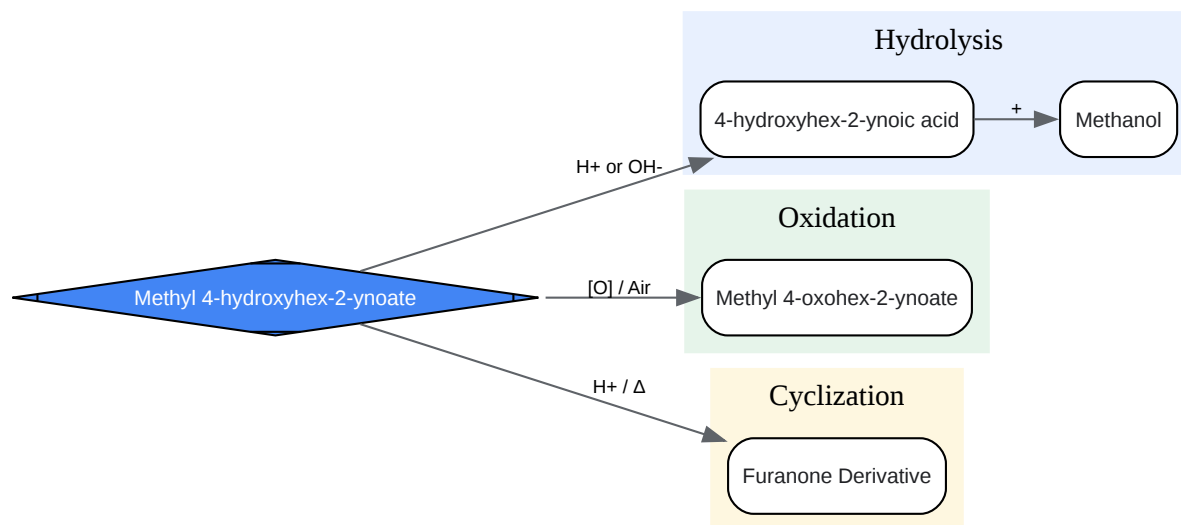 Hydrolysis
4-hydroxyhex-2-ynoic acid
+
Methanol
H+ or OH-
Oxidation
Methyl 4-hydroxyhex-2-ynoate
[O] / Air
Methyl 4-oxohex-2-ynoate
H+ / Δ
Cyclization
Furanone Derivative